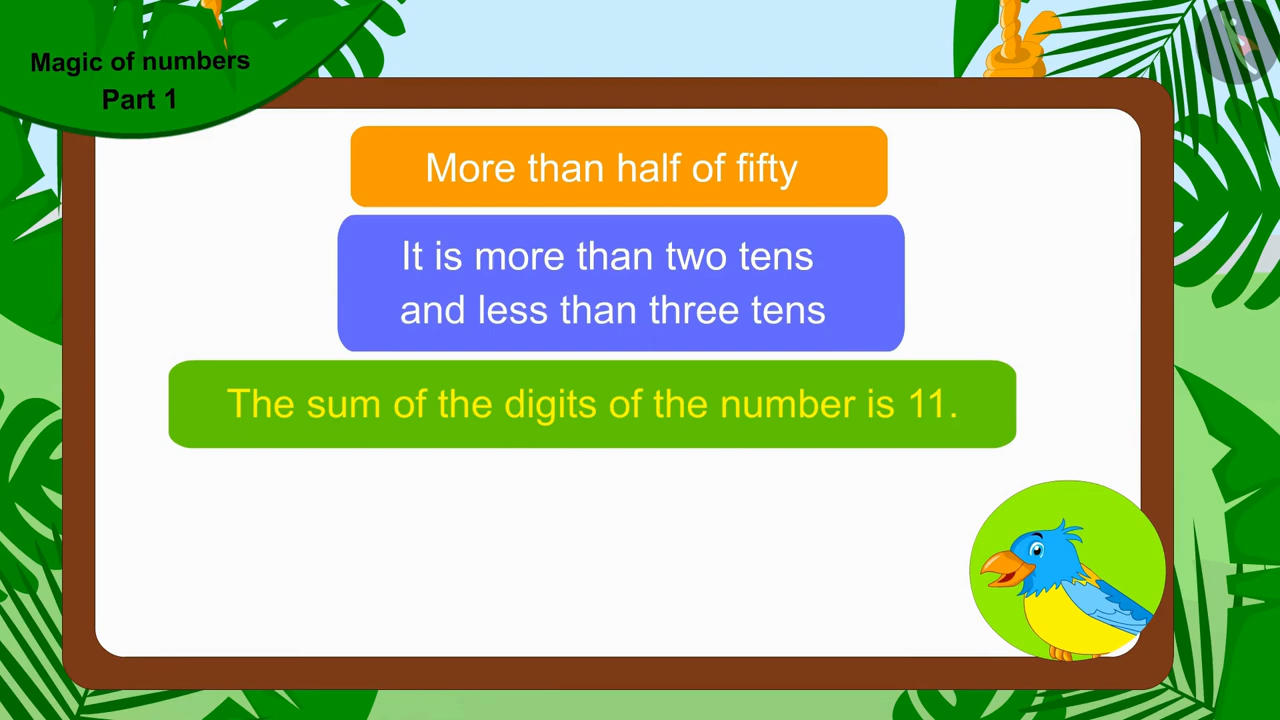 Magic of numbers
Part 1
More than half of fifty
It is more than two tens
and less than three tens
The sum of the digits of the number is 11.